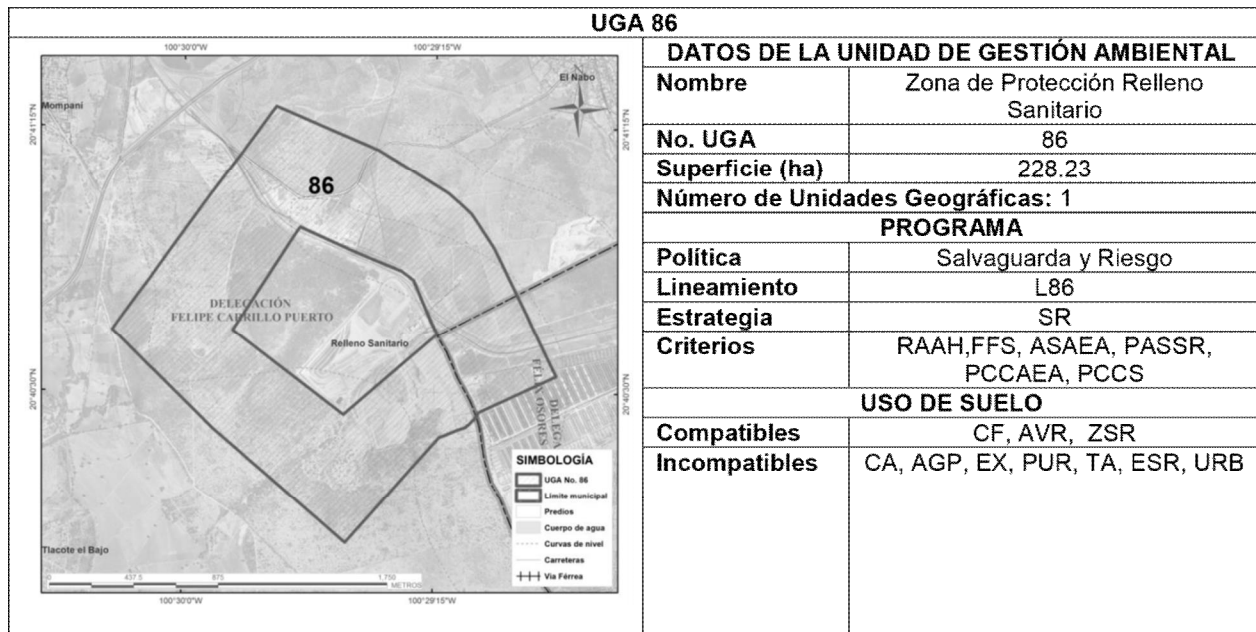 UGA 86
100°30'0"W
100°29'15"W
El Nabo
Mompani
20°41'15"N
20°41'15"N
86
DELEGACIÓN
FELIPE CARRILLO PUERTO
Relleno Sanitario
20°40'30"N
20°40'30"N
DELEGA
FELIX OSORES
Tlacote el Bajo
SIMBOLOGÍA
UGA No. 86
Límite municipal
Predios
Cuerpo de agua
Curvas de nivel
Carreteras
Vía Férrea
0 437.5 875 1,750
METROS
100°30'0"W
100°29'15"W
DATOS DE LA UNIDAD DE GESTIÓN AMBIENTAL
Nombre Zona de Protección Relleno
Sanitario
No. UGA 86
Superficie (ha) 228.23
Número de Unidades Geográficas: 1
PROGRAMA
Política Salvaguarda y Riesgo
Lineamiento L86
Estrategia SR
Criterios RAAH,FFS, ASAEA, PASSR,
PCCAEA, PCCS
USO DE SUELO
Compatibles CF, AVR, ZSR
Incompatibles CA, AGP, EX, PUR, TA, ESR, URB